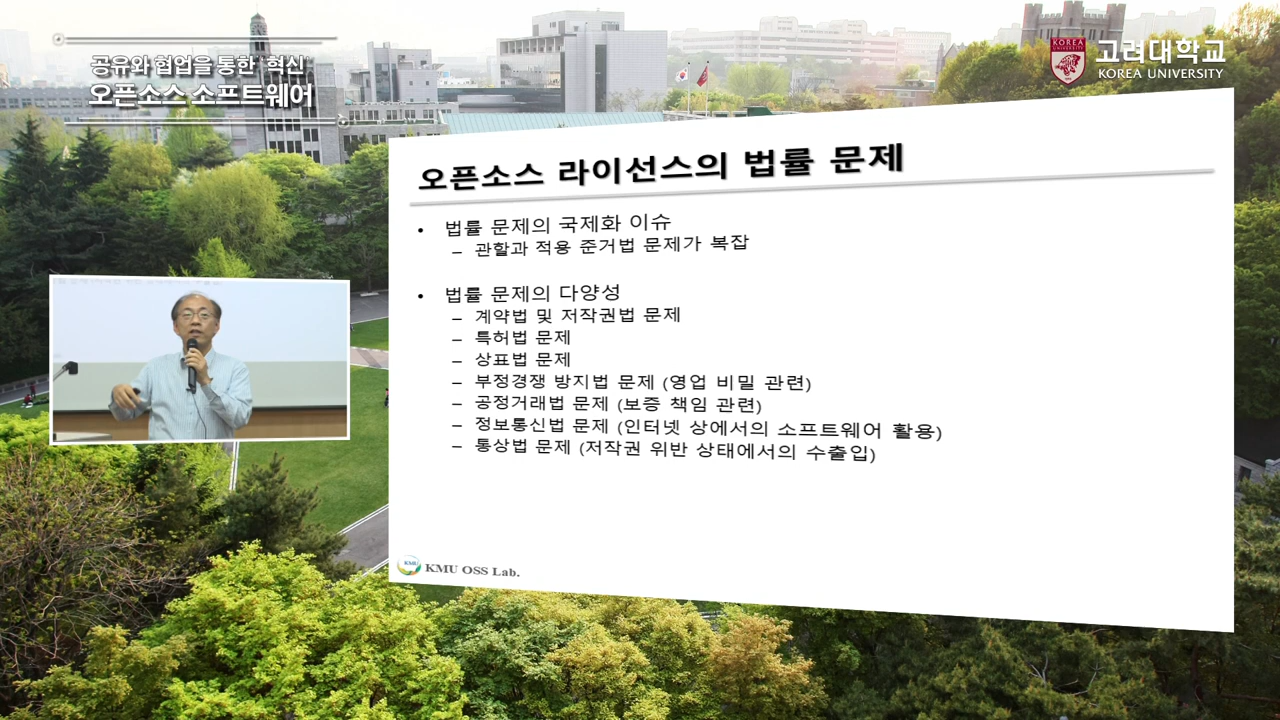 공유와 협업을 통한 '혁신'
오픈소스 소프트웨어
KOREA
고려대학교
KOREA UNIVERSITY
오픈소스 라이선스의 법률 문제
• 법률 문제의 국제화 이슈
– 관할과 적용 준거법 문제가 복잡
• 법률 문제의 다양성
– 계약법 및 저작권법 문제
– 특허법 문제
– 상표법 문제
– 부정경쟁 방지법 문제 (영업 비밀 관련)
– 공정거래법 문제 (보증 책임 관련)
– 정보통신법 문제 (인터넷 상에서의 소프트웨어 활용)
– 통상법 문제 (저작권 위반 상태에서의 수출입)
KMU
KMU OSS Lab.